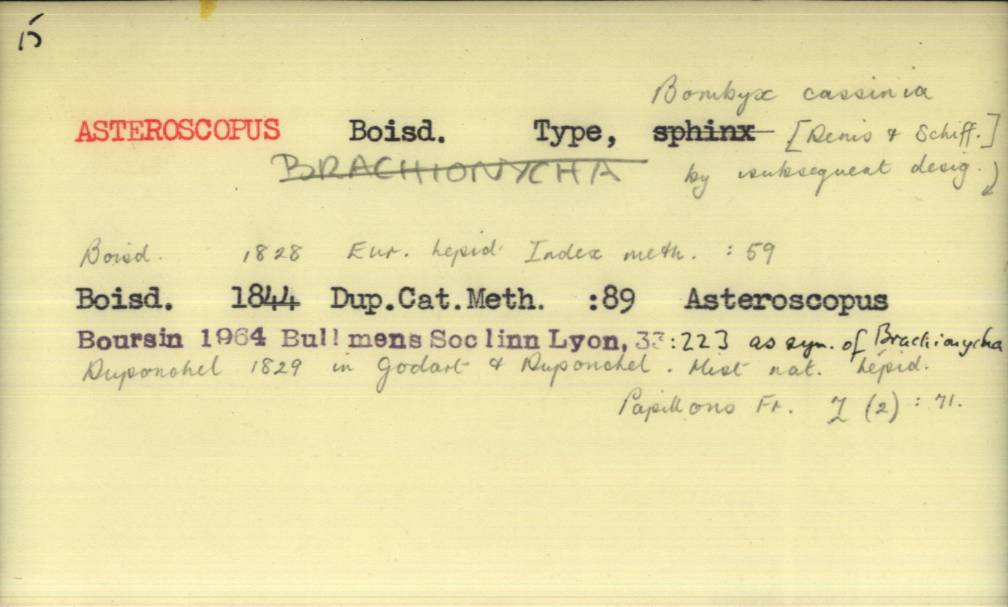 15
Bombyx cassinia
ASTEROSCOPUS Boisd. Type, sphinx [Denis & Schiff.]
BRACHIONYCHA by subsequent desig.)
Boisd. 1828 Eur. Lepid. Index meth. : 59
Boisd. 1844 Dup.Cat.Meth. :89 Asteroscopus
Boursin 1964 Bull mens Soc linn Lyon, 33:223 as syn. of Brachionycha
Duponchel 1829 in Godart & Duponchel. Hist nat. Lépid.
Papillons Fr. 7 (2) : 71.